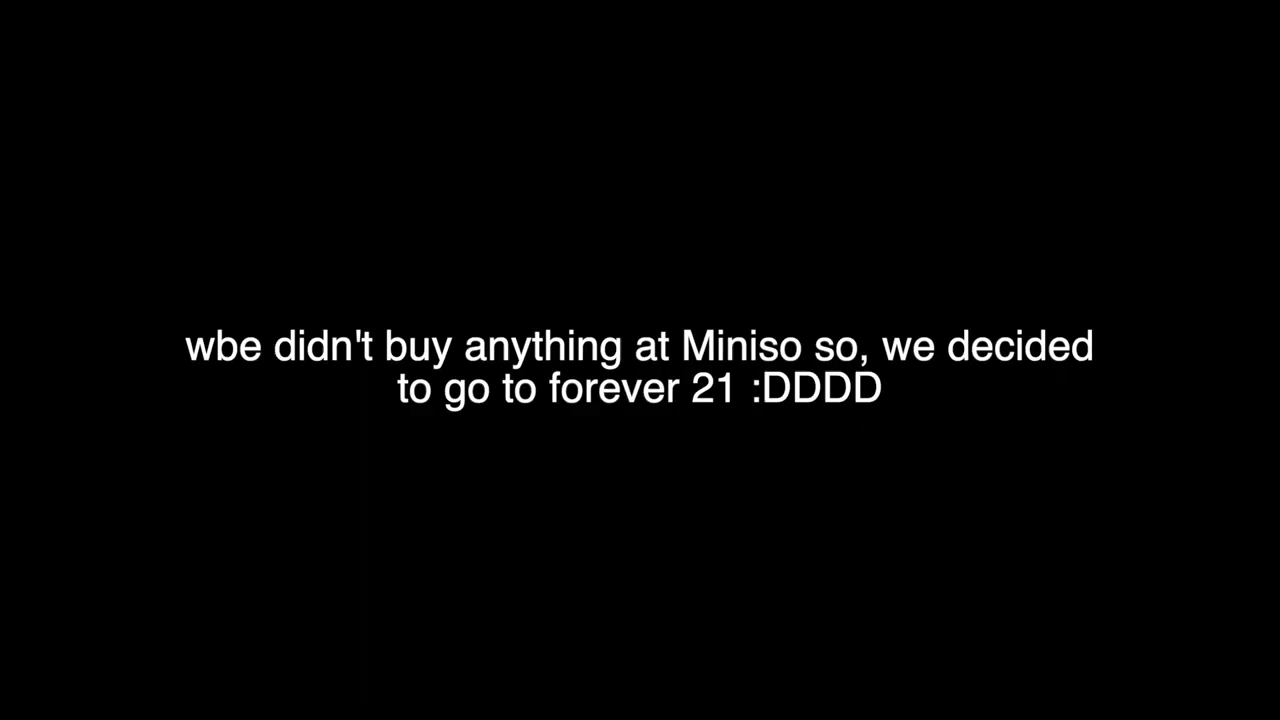 wbe didn't buy anything at Miniso so, we decided
to go to forever 21 :DDDD